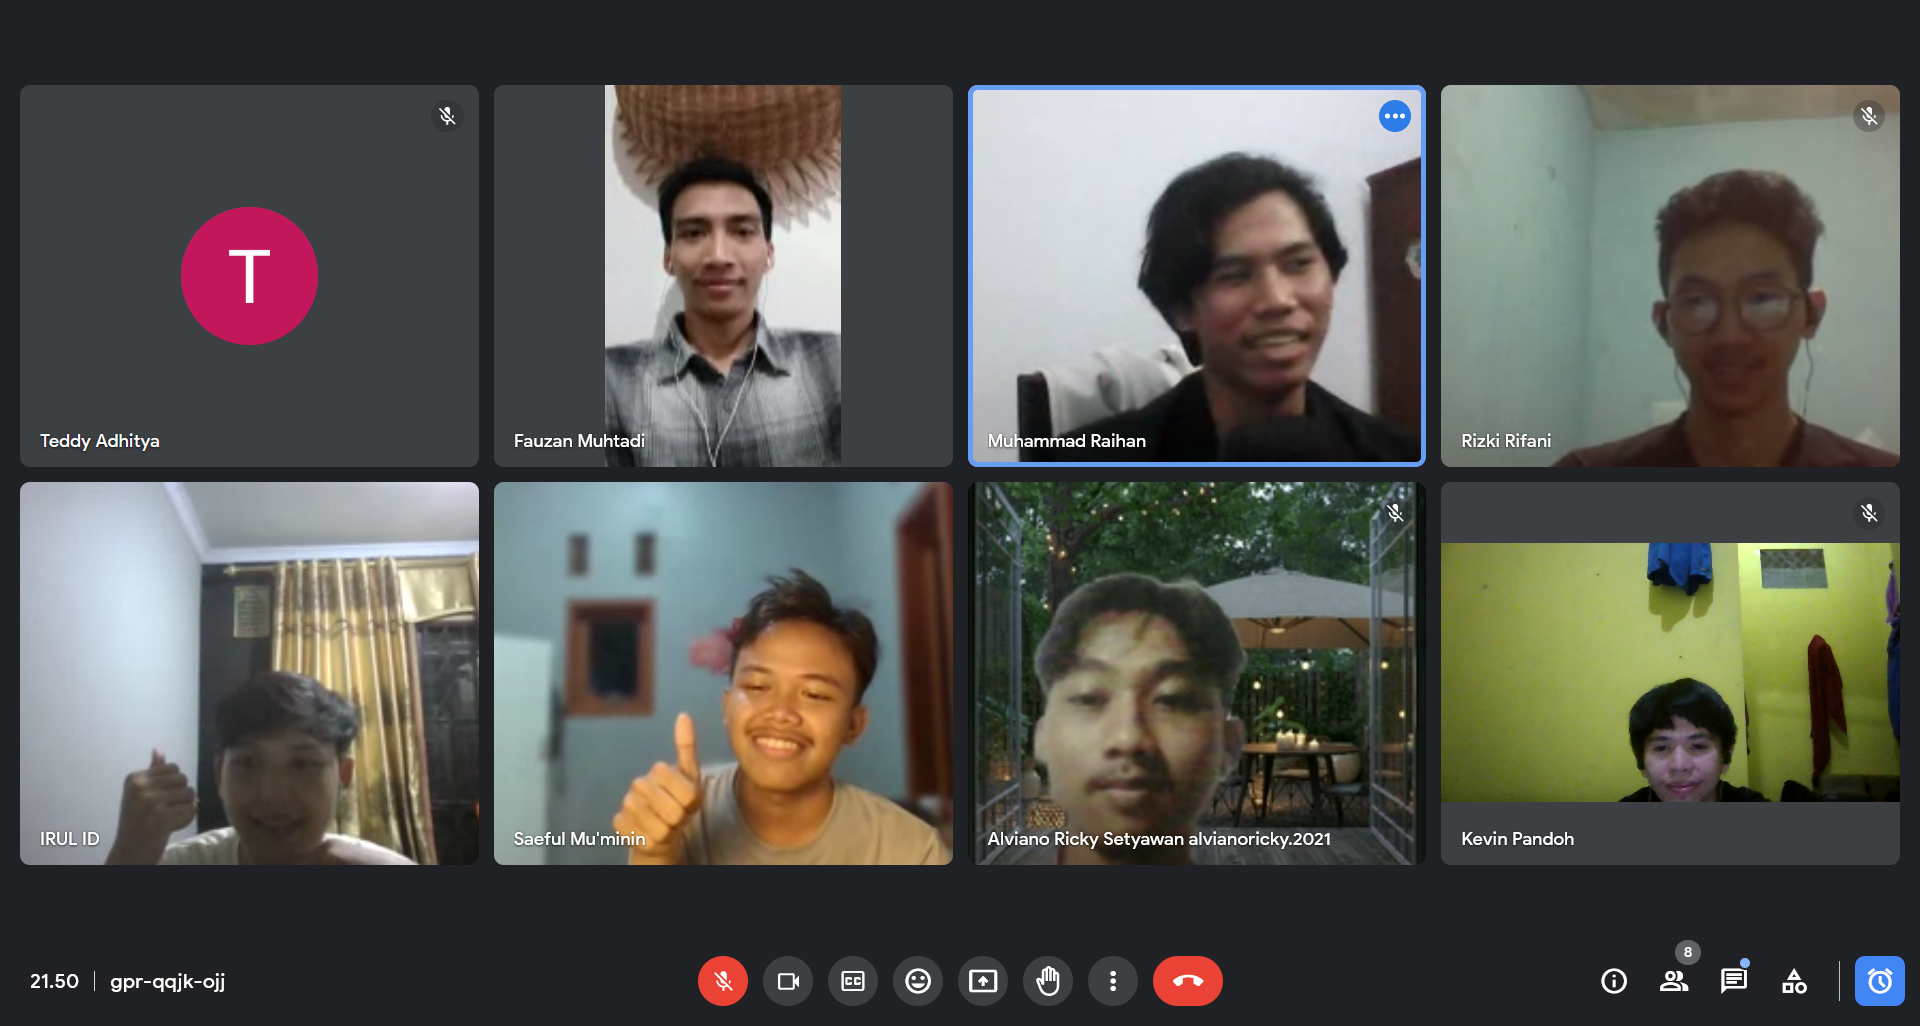 T
Teddy Adhitya
Fauzan Muhtadi
Muhammad Raihan
Rizki Rifani
IRUL ID
Saeful Mu'minin
Alviano Ricky Setyawan alvianoricky.2021
Kevin Pandoh
21.50
gpr-qqjk-ojj
CC
8